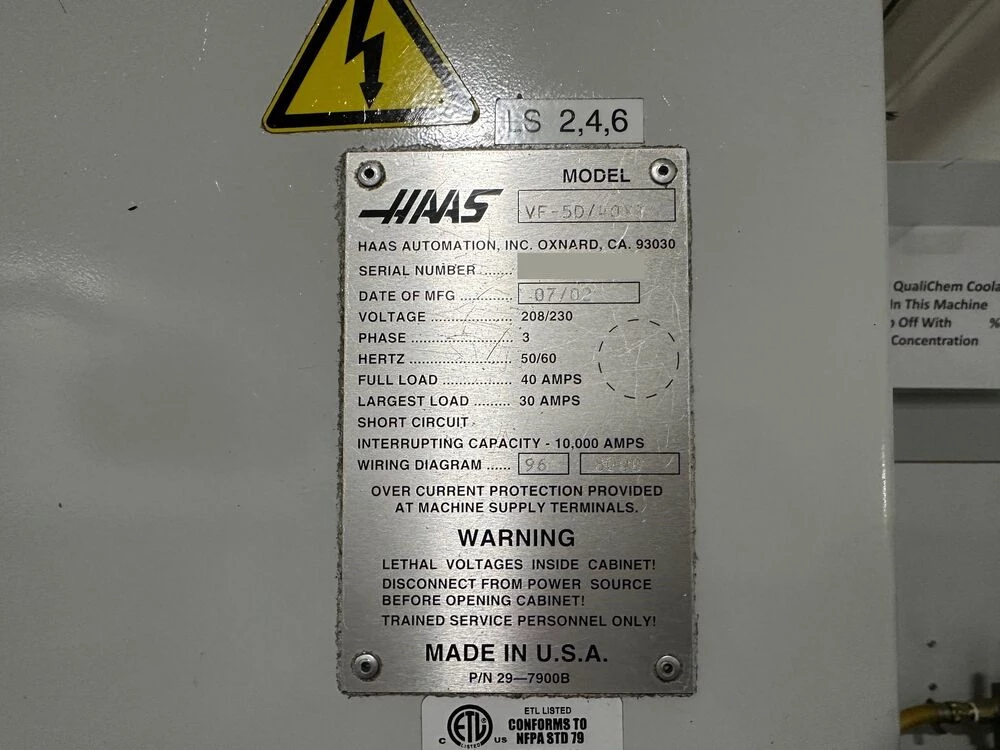 LS 2,4,6
HAAS
MODEL
HAAS AUTOMATION, INC. OXNARD, CA. 93030
SERIAL NUMBER .......
DATE OF MFG ............ 07/02
VOLTAGE ................... 208/230
PHASE ........................ 3
HERTZ ........................ 50/60
FULL LOAD ................ 40 AMPS
LARGEST LOAD ......... 30 AMPS
SHORT CIRCUIT
INTERRUPTING CAPACITY - 10,000 AMPS
WIRING DIAGRAM ...... 96
OVER CURRENT PROTECTION PROVIDED
AT MACHINE SUPPLY TERMINALS.
WARNING
LETHAL VOLTAGES INSIDE CABINET!
DISCONNECT FROM POWER SOURCE
BEFORE OPENING CABINET!
TRAINED SERVICE PERSONNEL ONLY!
MADE IN U.S.A.
P/N 29—7900B
ETL LISTED
CONFORMS TO
NFPA STD 79
C ETL US
LISTED
QualiChem
In This Machine
Off With %
Concentration